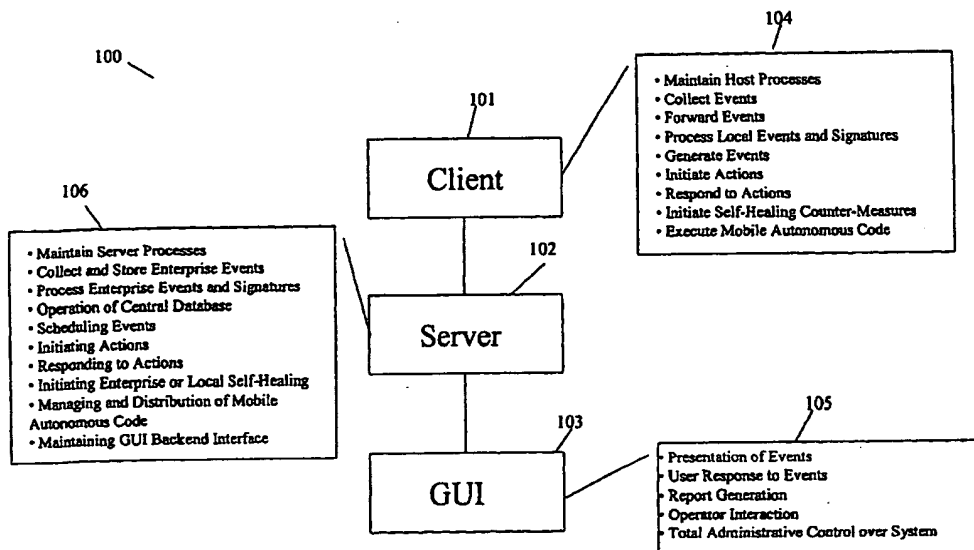 104
100
• Maintain Host Processes
• Collect Events
• Forward Events
• Process Local Events and Signatures
• Generate Events
• Initiate Actions
• Respond to Actions
• Initiate Self-Healing Counter-Measures
• Execute Mobile Autonomous Code
101
Client
106
• Maintain Server Processes
• Collect and Store Enterprise Events
• Process Enterprise Events and Signatures
• Operation of Central Database
• Scheduling Events
• Initiating Actions
• Responding to Actions
• Initiating Enterprise or Local Self-Healing
• Managing and Distribution of Mobile
Autonomous Code
• Maintaining GUI Backend Interface
102
Server
103
GUI
105
• Presentation of Events
• User Response to Events
• Report Generation
• Operator Interaction
• Total Administrative Control over System